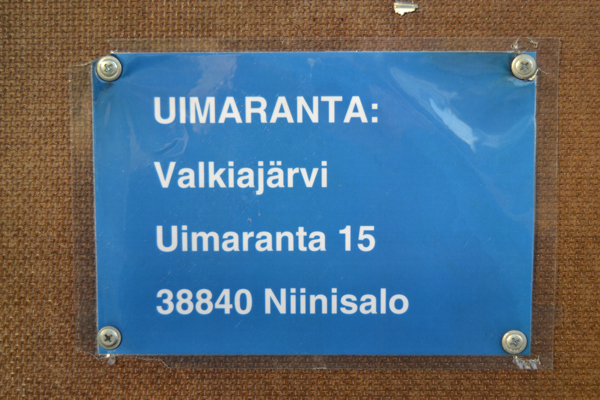 UIMARANTA:
Valkiajärvi
Uimaranta 15
38840 Niinisalo